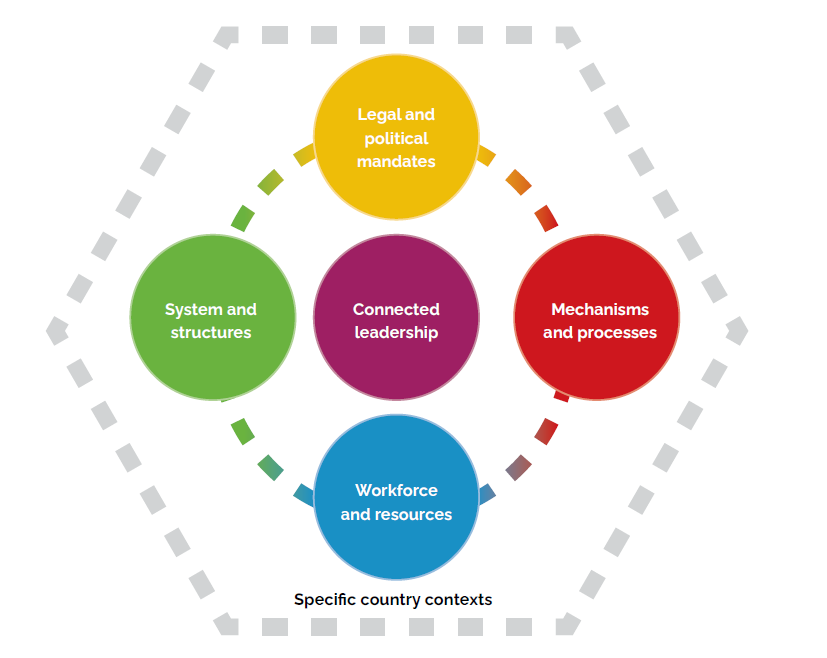 Legal and
political
mandates
System and
structures
Connected
leadership
Mechanisms
and processes
Workforce
and resources
Specific country contexts